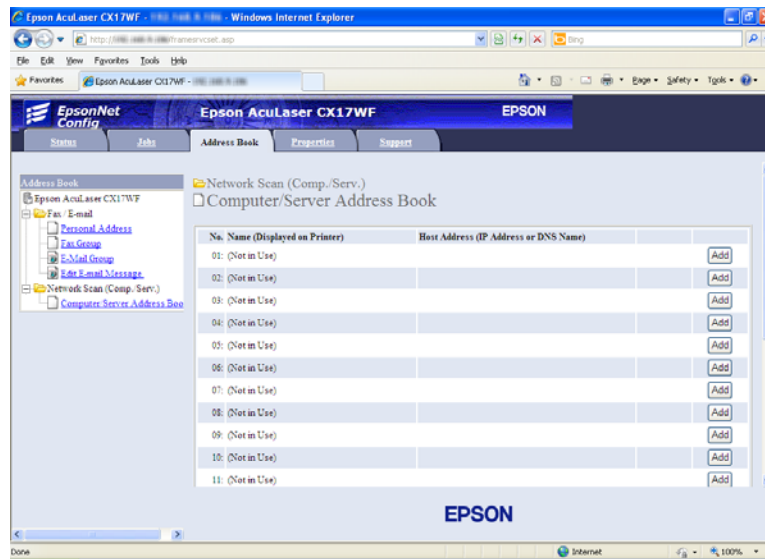 Epson AcuLaser CX17WF - - Windows Internet Explorer
http:// framesrvcset.asp
Bing
File Edit View Favorites Tools Help
Favorites Epson AcuLaser CX17WF - Page Safety Tools
EpsonNet Config
Epson AcuLaser CX17WF
EPSON
Status Jobs Address Book Properties Support
Address Book
Epson AcuLaser CX17WF
Fax / E-mail
Personal Address
Fax Group
E-Mail Group
Edit E-mail Message
Network Scan (Comp./Serv.)
Computer/Server Address Boo
Network Scan (Comp./Serv.)
Computer/Server Address Book
No. Name (Displayed on Printer) Host Address (IP Address or DNS Name)
01: (Not in Use) Add
02: (Not in Use) Add
03: (Not in Use) Add
04: (Not in Use) Add
05: (Not in Use) Add
06: (Not in Use) Add
07: (Not in Use) Add
08: (Not in Use) Add
09: (Not in Use) Add
10: (Not in Use) Add
11: (Not in Use) Add
EPSON
Done Internet 100%